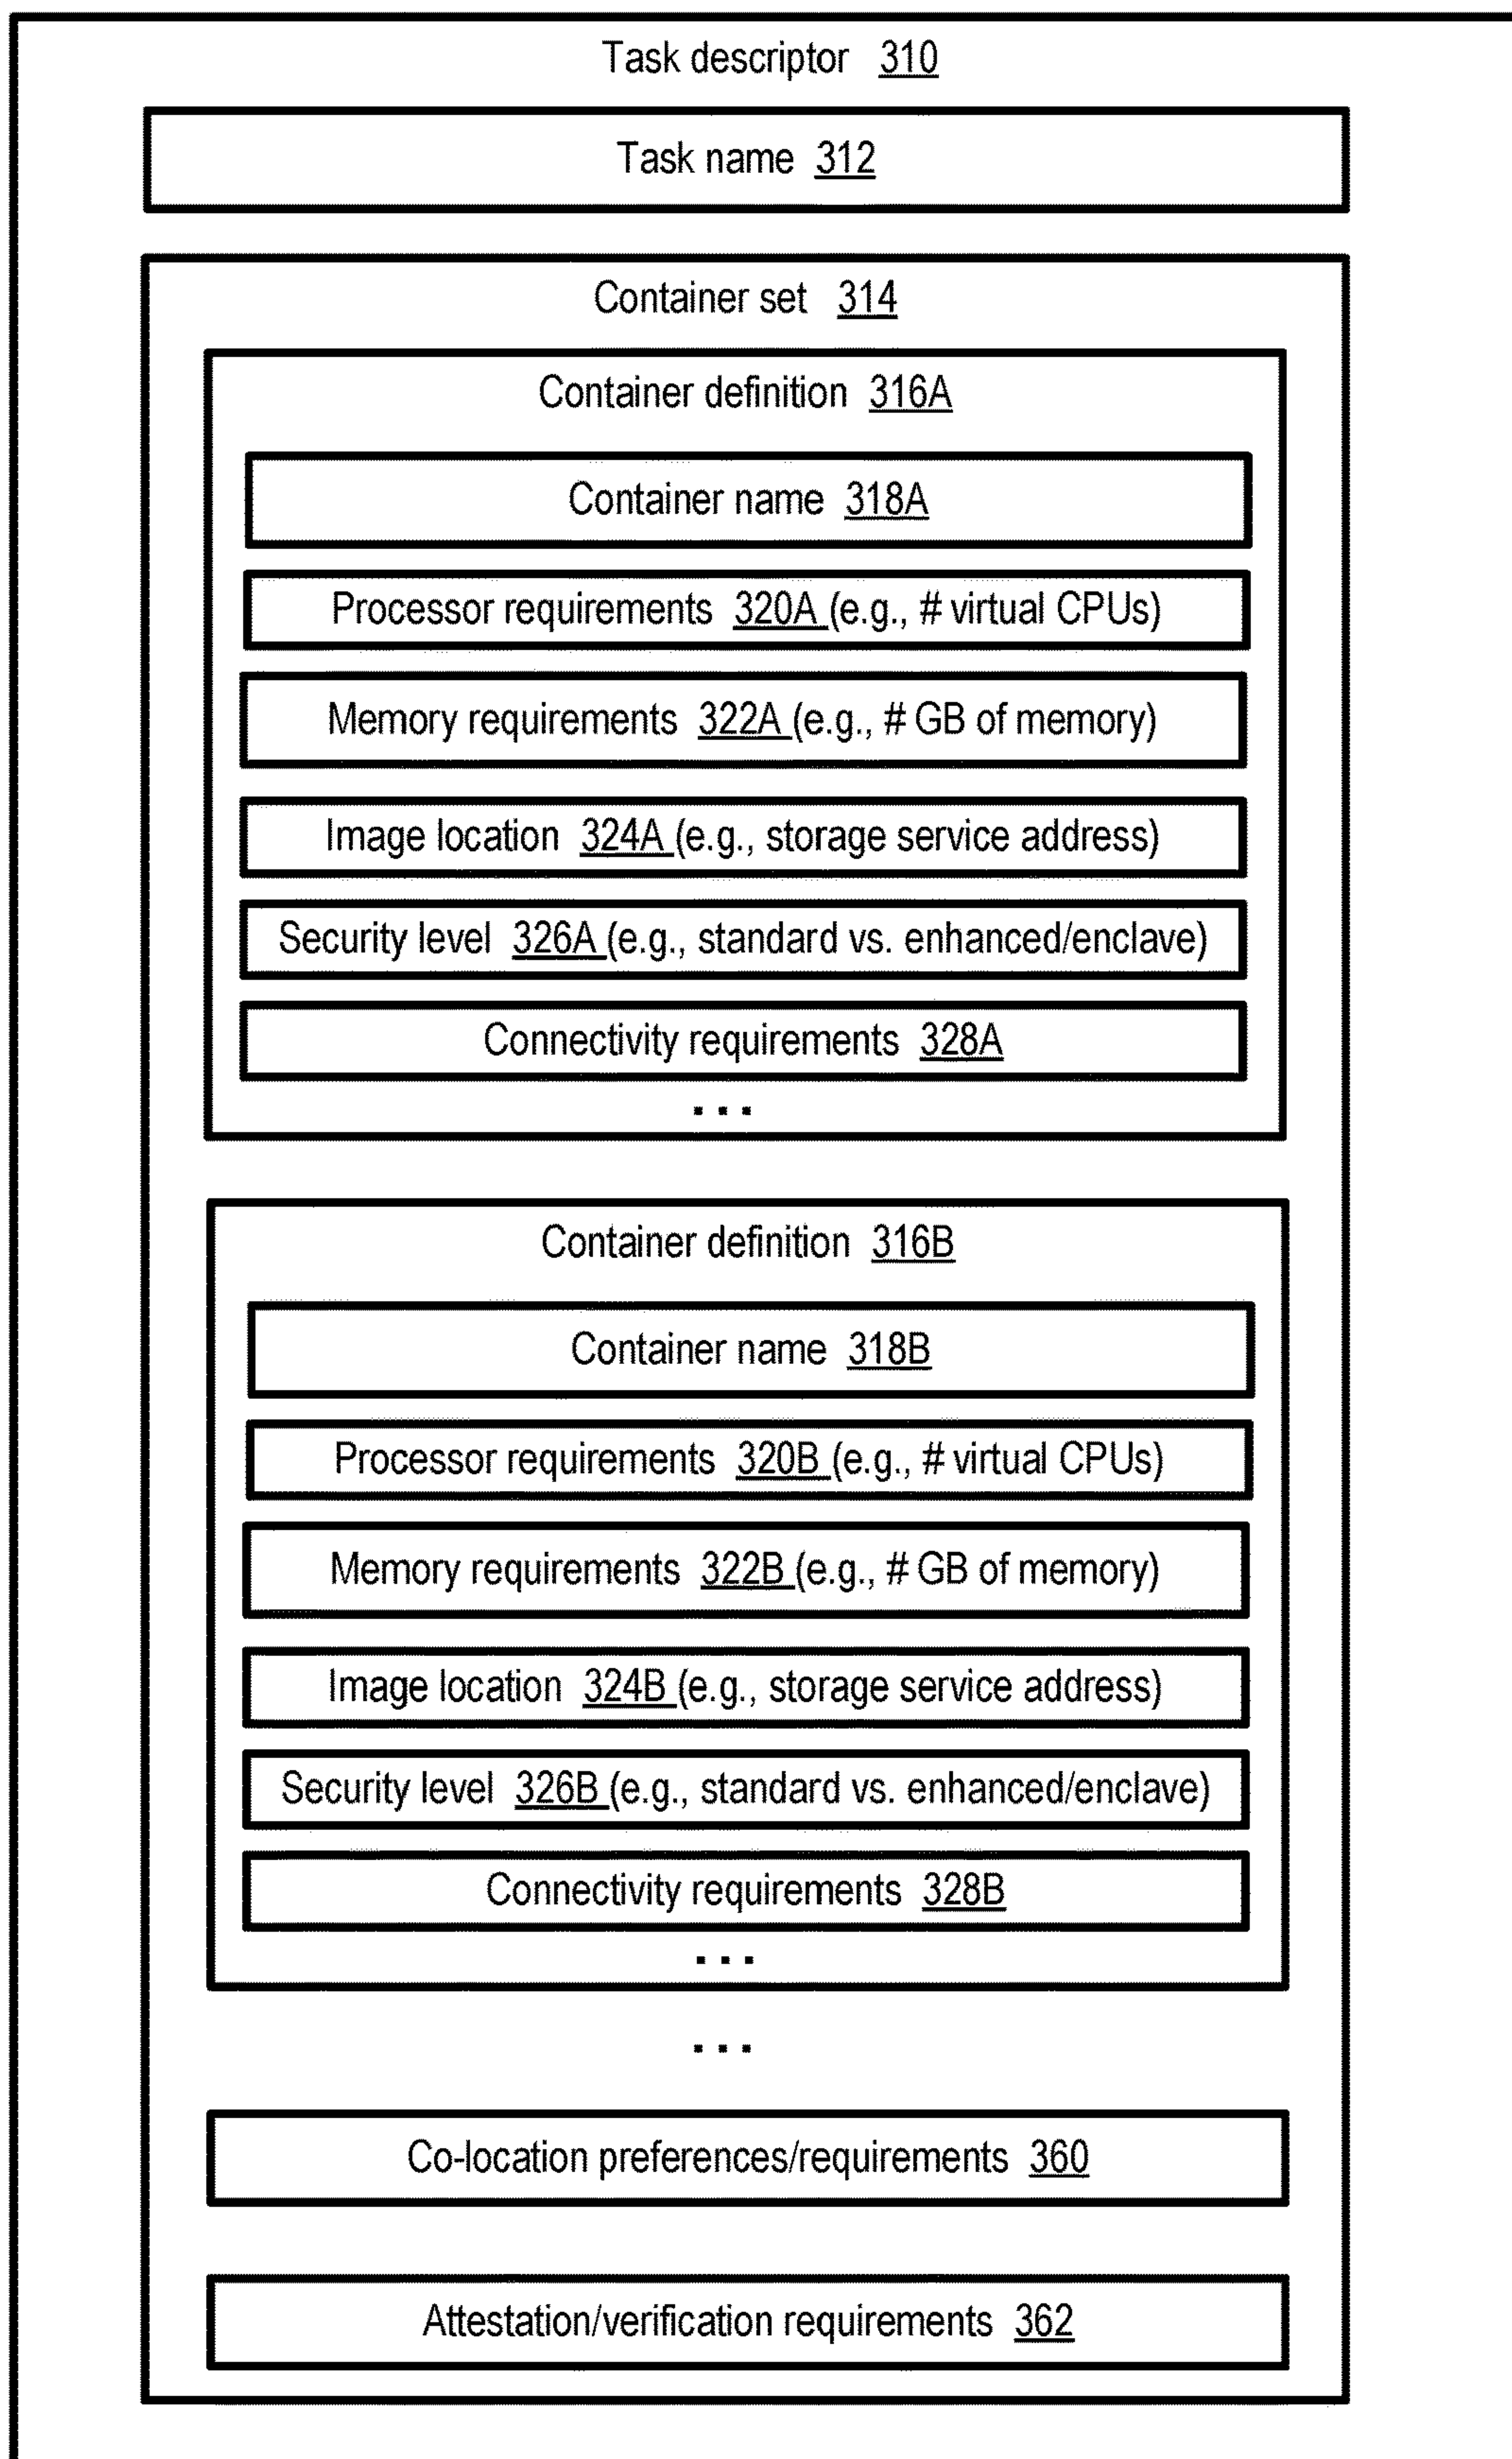 Task descriptor 310
Task name 312
Container set 314
Container definition 316A
Container name 318A
Processor requirements 320A (e.g., # virtual CPUs)
Memory requirements 322A (e.g., # GB of memory)
Image location 324A (e.g., storage service address)
Security level 326A (e.g., standard vs. enhanced/enclave)
Connectivity requirements 328A
...
Container definition 316B
Container name 318B
Processor requirements 320B (e.g., # virtual CPUs)
Memory requirements 322B (e.g., # GB of memory)
Image location 324B (e.g., storage service address)
Security level 326B (e.g., standard vs. enhanced/enclave)
Connectivity requirements 328B
...
...
Co-location preferences/requirements 360
Attestation/verification requirements 362